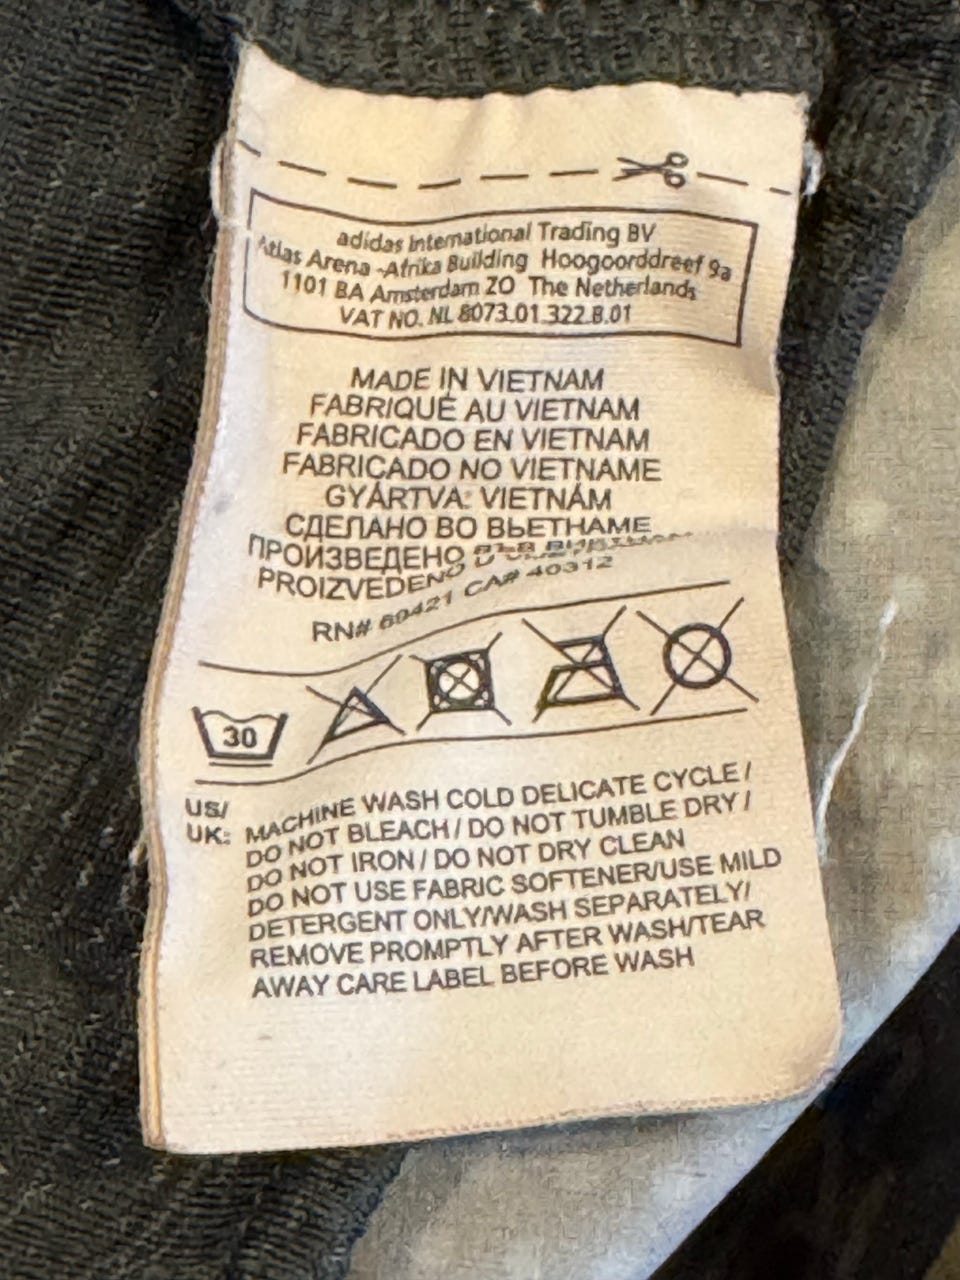 adidas International Trading BV
Atlas Arena -Afrika Building Hoogoorddreef 9a
1101 BA Amsterdam ZO The Netherlands
VAT NO. NL 8073.01.322.B.01
MADE IN VIETNAM
FABRIQUÉ AU VIETNAM
FABRICADO EN VIETNAM
FABRICADO NO VIETNAME
GYÁRTVA: VIETNÁM
СДЕЛАНО ВО ВЬЕТНАМЕ
ПРОИЗВЕДЕНО
PROIZVEDENO U
RN# 69421 CA# 40312
30
US/
UK: MACHINE WASH COLD DELICATE CYCLE /
DO NOT BLEACH / DO NOT TUMBLE DRY /
DO NOT IRON / DO NOT DRY CLEAN
DO NOT USE FABRIC SOFTENER/USE MILD
DETERGENT ONLY/WASH SEPARATELY/
REMOVE PROMPTLY AFTER WASH/TEAR
AWAY CARE LABEL BEFORE WASH